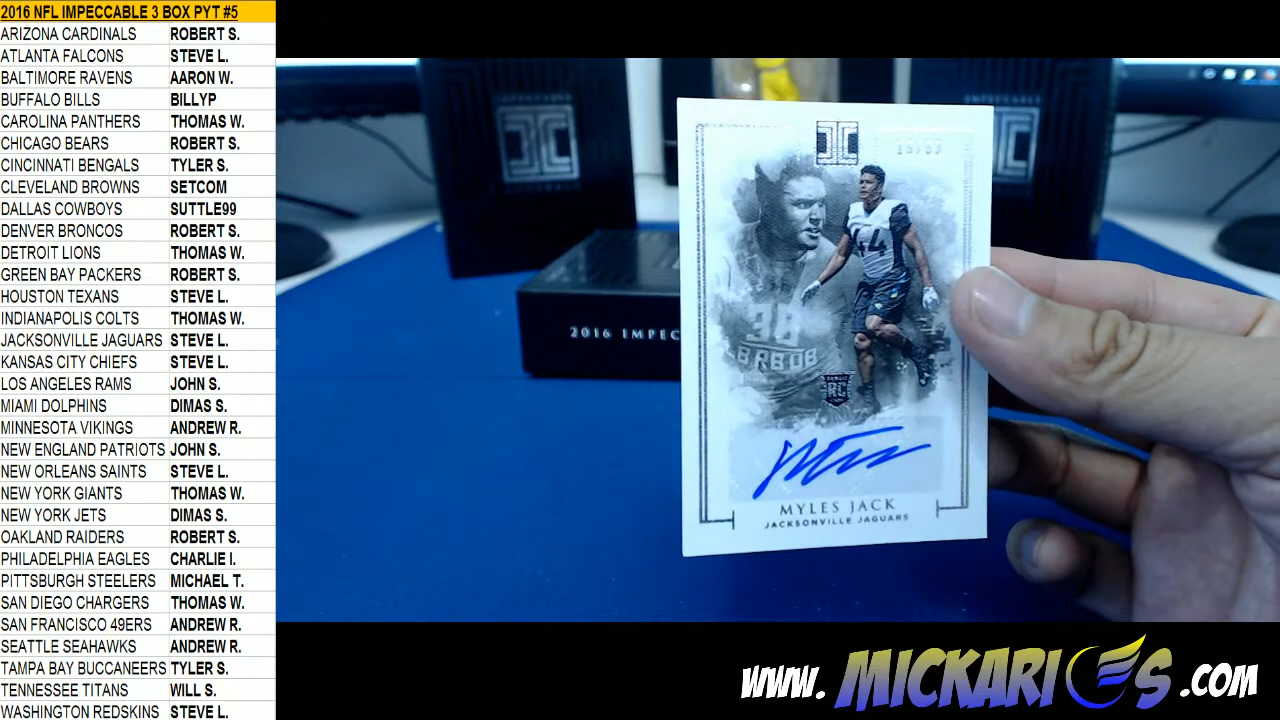 2016 NFL IMPECCABLE 3 BOX PYT #5
ARIZONA CARDINALS ROBERT S.
ATLANTA FALCONS STEVE L.
BALTIMORE RAVENS AARON W.
BUFFALO BILLS BILLYP
CAROLINA PANTHERS THOMAS W.
CHICAGO BEARS ROBERT S.
CINCINNATI BENGALS TYLER S.
CLEVELAND BROWNS SETCOM
DALLAS COWBOYS SUTTLE99
DENVER BRONCOS ROBERT S.
DETROIT LIONS THOMAS W.
GREEN BAY PACKERS ROBERT S.
HOUSTON TEXANS STEVE L.
INDIANAPOLIS COLTS THOMAS W.
JACKSONVILLE JAGUARS STEVE L.
KANSAS CITY CHIEFS STEVE L.
LOS ANGELES RAMS JOHN S.
MIAMI DOLPHINS DIMAS S.
MINNESOTA VIKINGS ANDREW R.
NEW ENGLAND PATRIOTS JOHN S.
NEW ORLEANS SAINTS STEVE L.
NEW YORK GIANTS THOMAS W.
NEW YORK JETS DIMAS S.
OAKLAND RAIDERS ROBERT S.
PHILADELPHIA EAGLES CHARLIE I.
PITTSBURGH STEELERS MICHAEL T.
SAN DIEGO CHARGERS THOMAS W.
SAN FRANCISCO 49ERS ANDREW R.
SEATTLE SEAHAWKS ANDREW R.
TAMPA BAY BUCCANEERS TYLER S.
TENNESSEE TITANS WILL S.
WASHINGTON REDSKINS STEVE L.
IMPECCABLE
2016 IMPEC
44
RC
MYLES JACK
JACKSONVILLE JAGUARS
www.MICKARIES.com